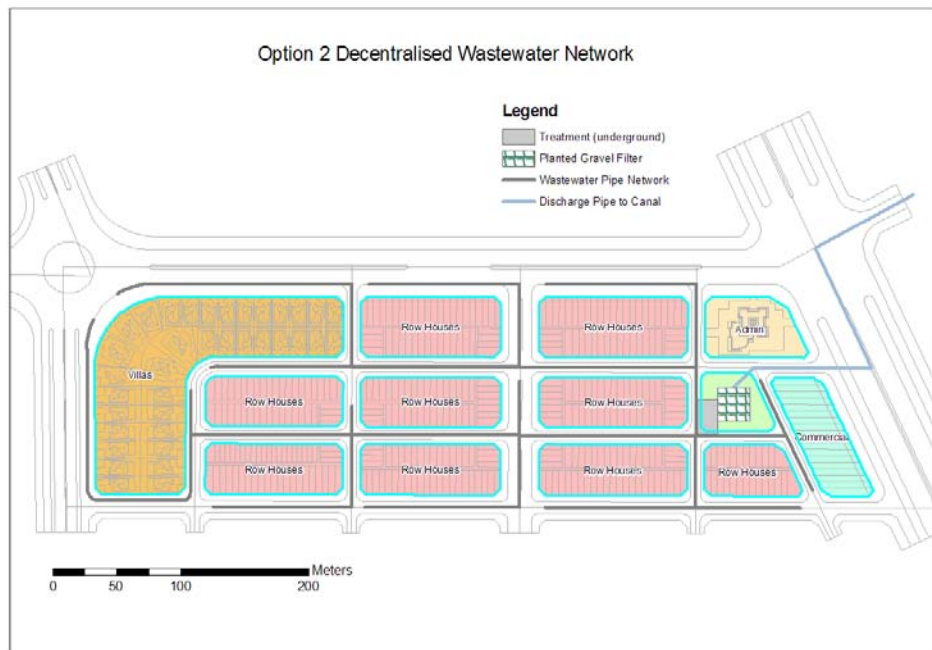 Option 2 Decentralised Wastewater Network
Legend
Treatment (underground)
Planted Gravel Filter
Wastewater Pipe Network
Discharge Pipe to Canal
Row Houses
Row Houses
Admin
Villas
Row Houses
Row Houses
Row Houses
Commercial
Row Houses
Row Houses
Row Houses
Row Houses
Meters
0 50 100 200